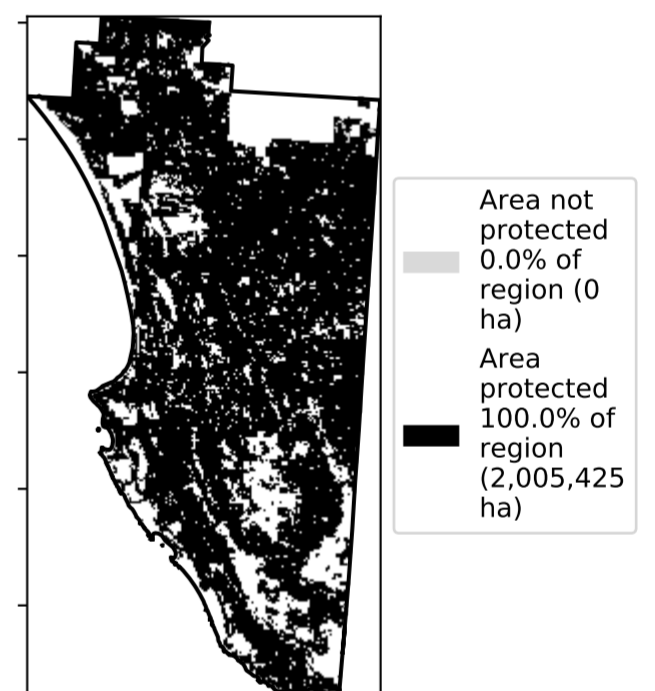 Area not
protected
0.0% of
region (0
ha)
Area
protected
100.0% of
region
(2,005,425
ha)